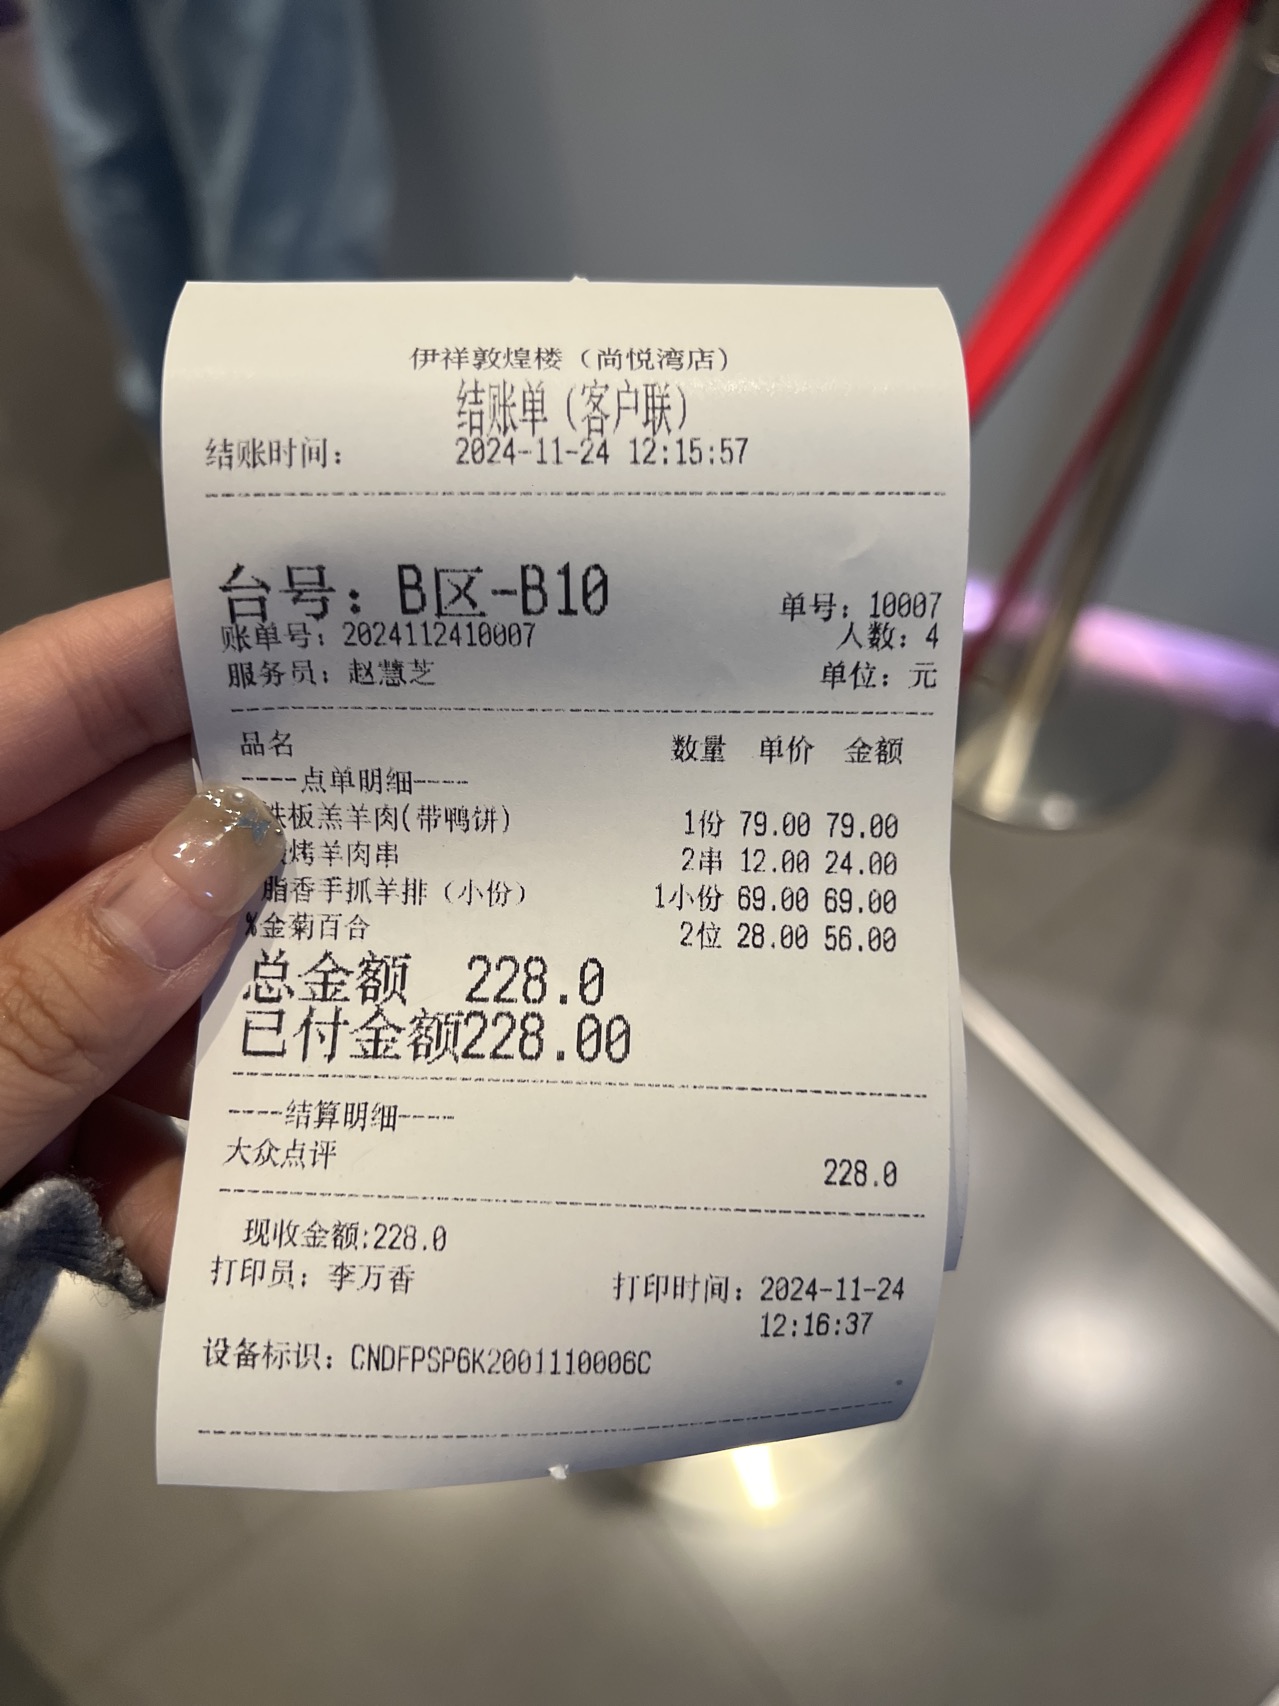 伊祥敦煌楼（尚悦湾店）
结账单（客户联）
结账时间： 2024-11-24 12:15:57
台号：B区-B10
单号：10007
账单号：2024112410007 人数：4
服务员：赵慧芝 单位：元
品名 数量 单价 金额
----点单明细----
板羔羊肉(带鸭饼) 1份 79.00 79.00
烤羊肉串 2串 12.00 24.00
脂香手抓羊排（小份） 1小份 69.00 69.00
%金菊百合 2位 28.00 56.00
总金额 228.0
已付金额228.00
----结算明细----
大众点评 228.0
现收金额:228.0
打印员：李万香 打印时间：2024-11-24
12:16:37
设备标识：CNDFPSP6K2001110006C